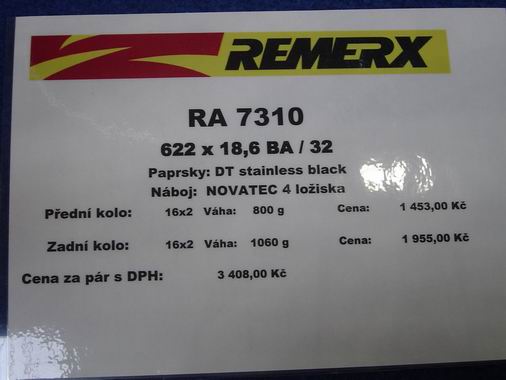 REMERX
RA 7310
622 x 18,6 BA / 32
Paprsky: DT stainless black
Náboj: NOVATEC 4 ložiska
Přední kolo: 16x2 Váha: 800 g Cena: 1 453,00 Kč
Zadní kolo: 16x2 Váha: 1060 g Cena: 1 955,00 Kč
Cena za pár s DPH: 3 408,00 Kč